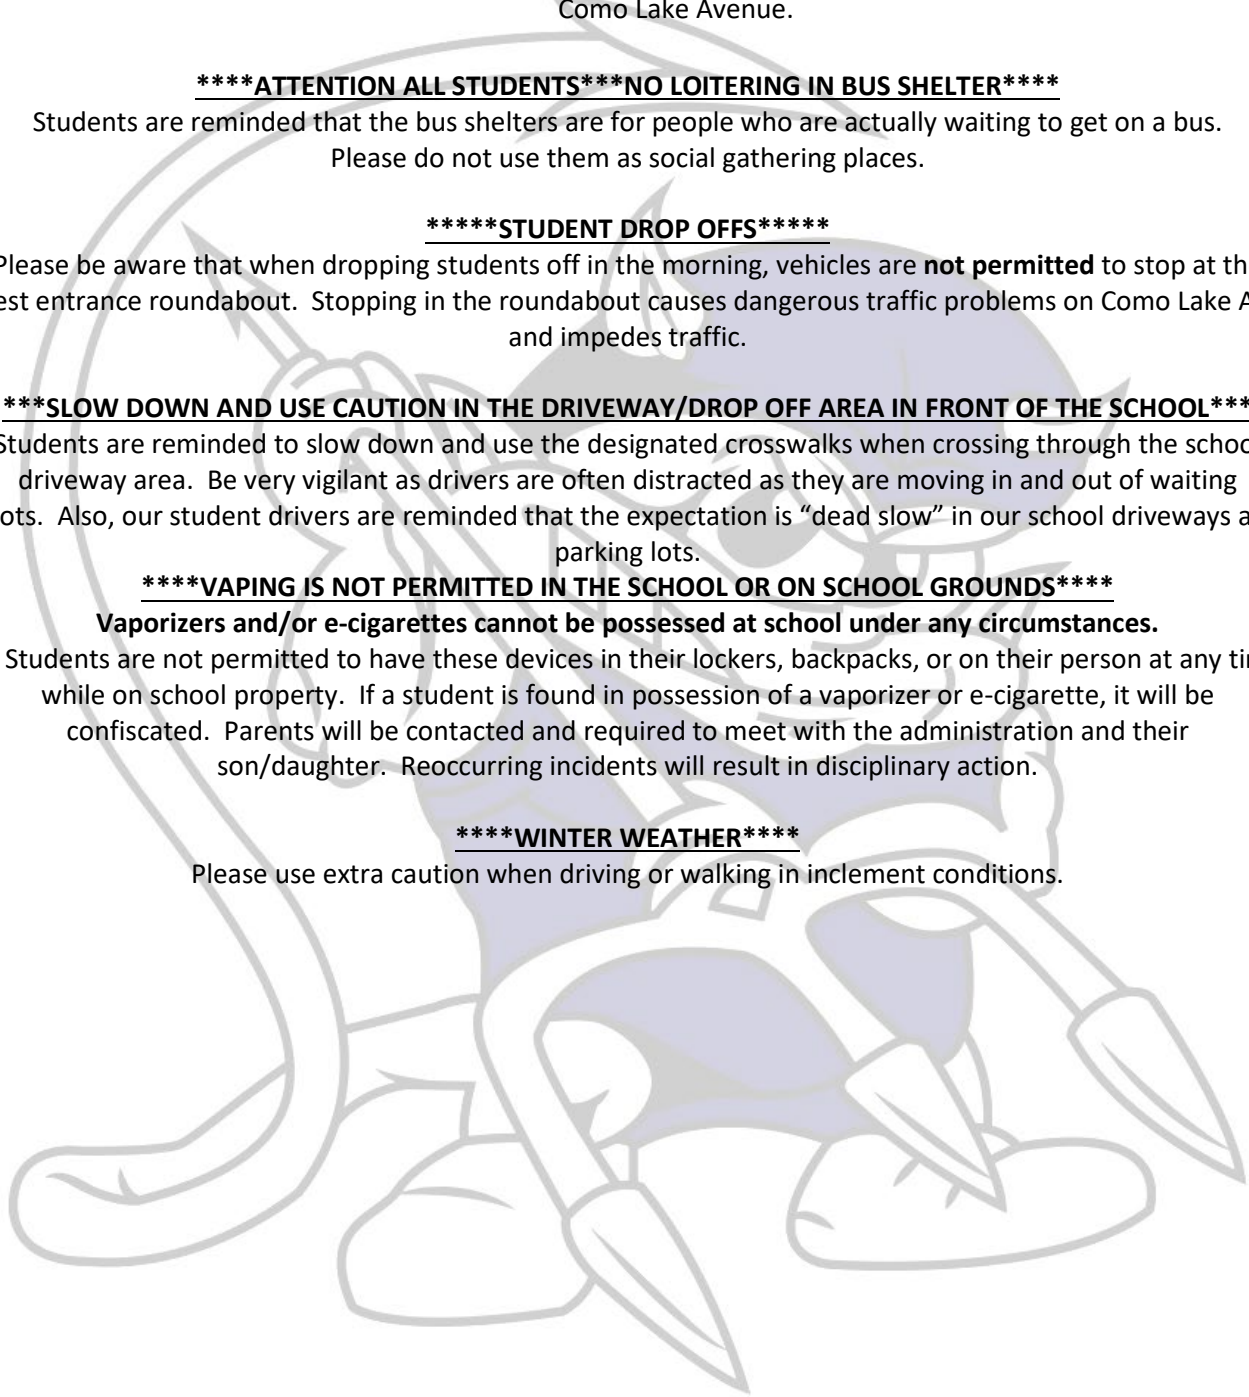 Como Lake Avenue.
****ATTENTION ALL STUDENTS***NO LOITERING IN BUS SHELTER****
Students are reminded that the bus shelters are for people who are actually waiting to get on a bus.
Please do not use them as social gathering places.
*****STUDENT DROP OFFS*****
Please be aware that when dropping students off in the morning, vehicles are not permitted to stop at th
est entrance roundabout. Stopping in the roundabout causes dangerous traffic problems on Como Lake A
and impedes traffic.
***SLOW DOWN AND USE CAUTION IN THE DRIVEWAY/DROP OFF AREA IN FRONT OF THE SCHOOL***
Students are reminded to slow down and use the designated crosswalks when crossing through the schoo
driveway area. Be very vigilant as drivers are often distracted as they are moving in and out of waiting
ots. Also, our student drivers are reminded that the expectation is “dead slow” in our school driveways a
parking lots.
****VAPING IS NOT PERMITTED IN THE SCHOOL OR ON SCHOOL GROUNDS****
Vaporizers and/or e-cigarettes cannot be possessed at school under any circumstances.
Students are not permitted to have these devices in their lockers, backpacks, or on their person at any tim
while on school property. If a student is found in possession of a vaporizer or e-cigarette, it will be
confiscated. Parents will be contacted and required to meet with the administration and their
son/daughter. Reoccurring incidents will result in disciplinary action.
****WINTER WEATHER****
Please use extra caution when driving or walking in inclement conditions.